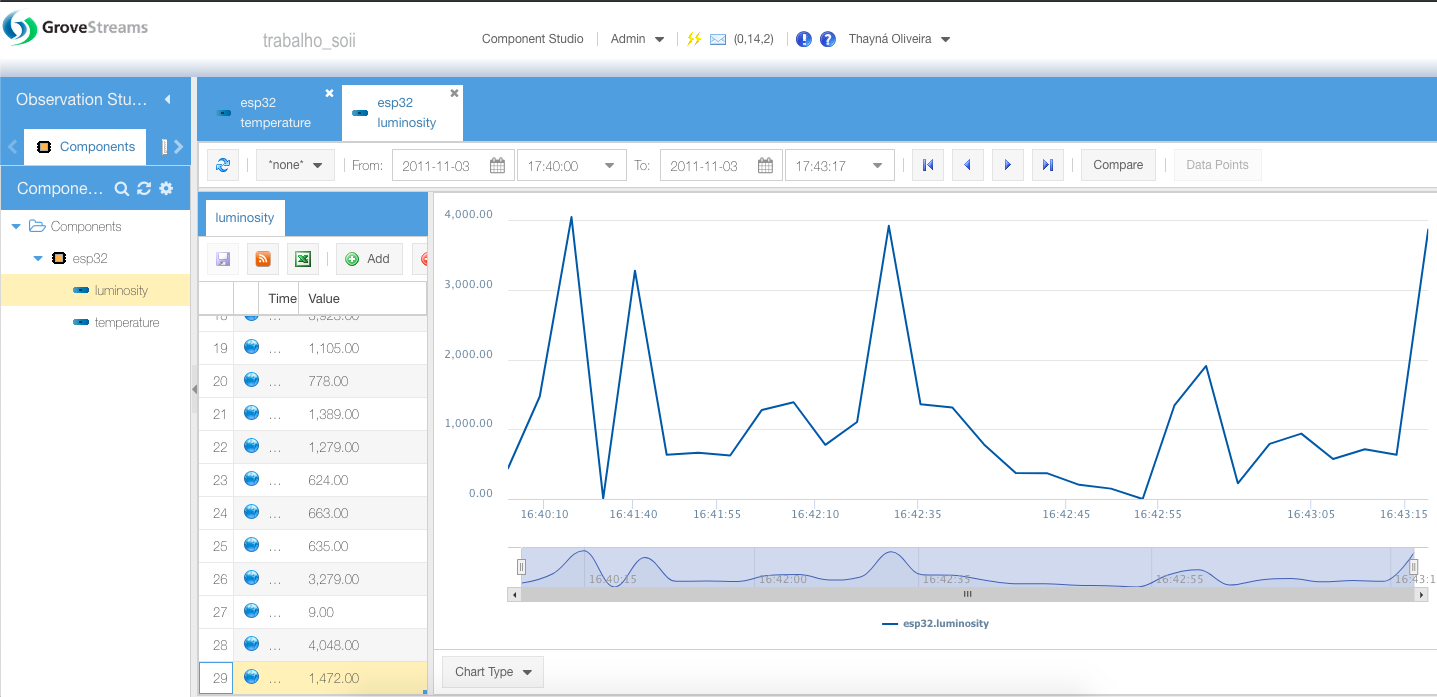 GroveStreams
trabalho_soii
Component Studio
Admin
(0,14,2)
Thayná Oliveira
Observation Stu...
Components
Compone...
Components
esp32
luminosity
temperature
esp32
temperature
esp32
luminosity
*none*
From:
2011-11-03
17:40:00
To:
2011-11-03
17:43:17
Compare
Data Points
luminosity
Add
Time Value
18 ... 3,923.00
19 ... 1,105.00
20 ... 778.00
21 ... 1,389.00
22 ... 1,279.00
23 ... 624.00
24 ... 663.00
25 ... 635.00
26 ... 3,279.00
27 ... 9.00
28 ... 4,048.00
29 ... 1,472.00
4,000.00
3,000.00
2,000.00
1,000.00
0.00
16:40:10 16:41:40 16:41:55 16:42:10 16:42:35 16:42:45 16:42:55 16:43:05 16:43:15
16:40:15 16:42:00 16:42:35 16:42:55 16:43:1
esp32.luminosity
Chart Type